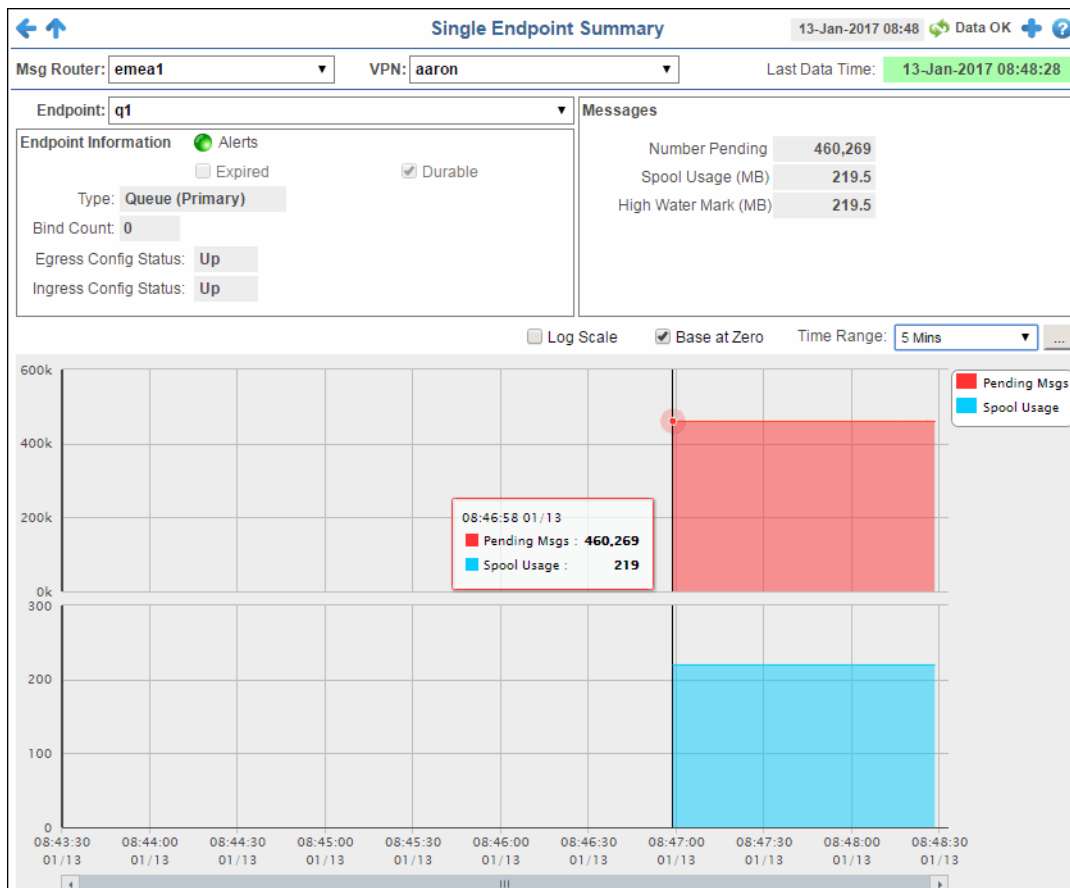 Single Endpoint Summary 13-Jan-2017 08:48 Data OK
Msg Router: emea1 VPN: aaron Last Data Time: 13-Jan-2017 08:48:28
Endpoint: q1
Endpoint Information Alerts
Expired Durable
Type: Queue (Primary)
Bind Count: 0
Egress Config Status: Up
Ingress Config Status: Up
Messages
Number Pending 460,269
Spool Usage (MB) 219.5
High Water Mark (MB) 219.5
Log Scale Base at Zero Time Range: 5 Mins ...
600k
400k
200k
0k
Pending Msgs
Spool Usage
08:46:58 01/13
Pending Msgs : 460,269
Spool Usage : 219
300
200
100
0
08:43:30 08:44:00 08:44:30 08:45:00 08:45:30 08:46:00 08:46:30 08:47:00 08:47:30 08:48:00 08:48:30
01/13 01/13 01/13 01/13 01/13 01/13 01/13 01/13 01/13 01/13 01/13